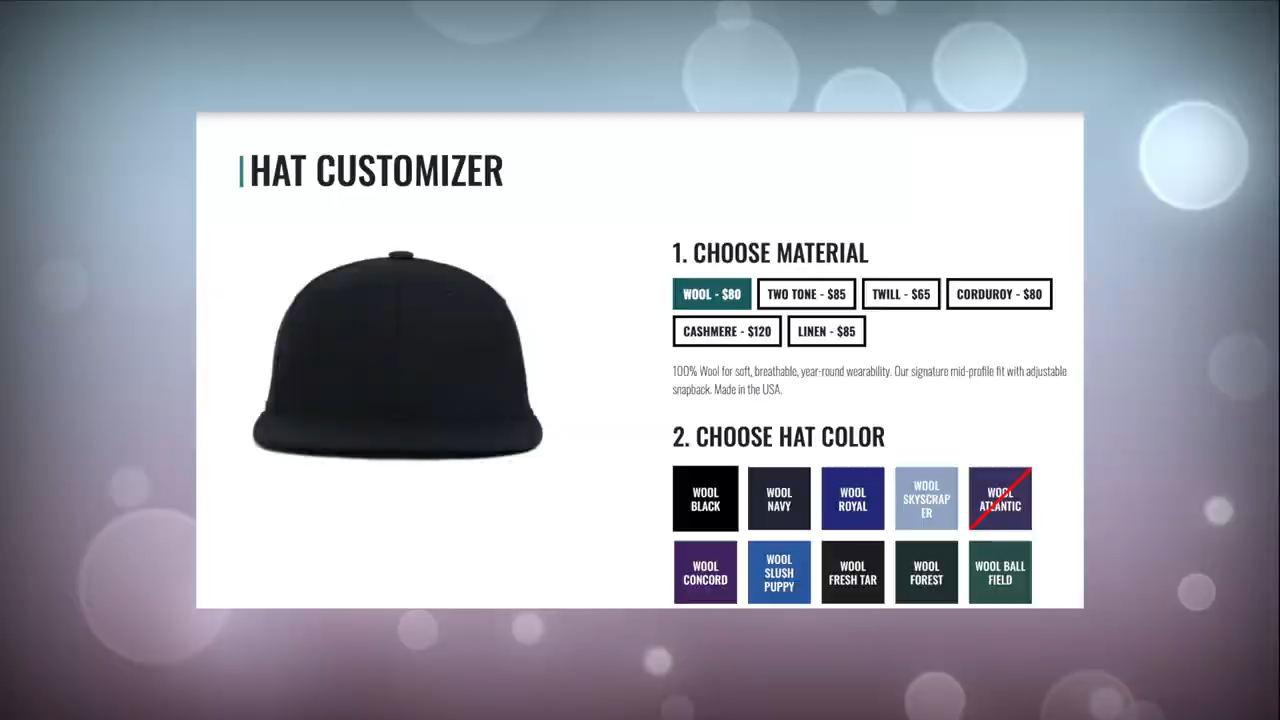 HAT CUSTOMIZER
1. CHOOSE MATERIAL
WOOL - $80
TWO TONE - $85
TWILL - $65
CORDUROY - $80
CASHMERE - $120
LINEN - $85
100% Wool for soft, breathable, year-round wearability. Our signature mid-profile fit with adjustable
snapback. Made in the USA.
2. CHOOSE HAT COLOR
WOOL
BLACK
WOOL
NAVY
WOOL
ROYAL
WOOL
SKYSCRAP
ER
WOOL
ATLANTIC
WOOL
CONCORD
WOOL
SLUSH
PUPPY
WOOL
FRESH TAR
WOOL
FOREST
WOOL BALL
FIELD